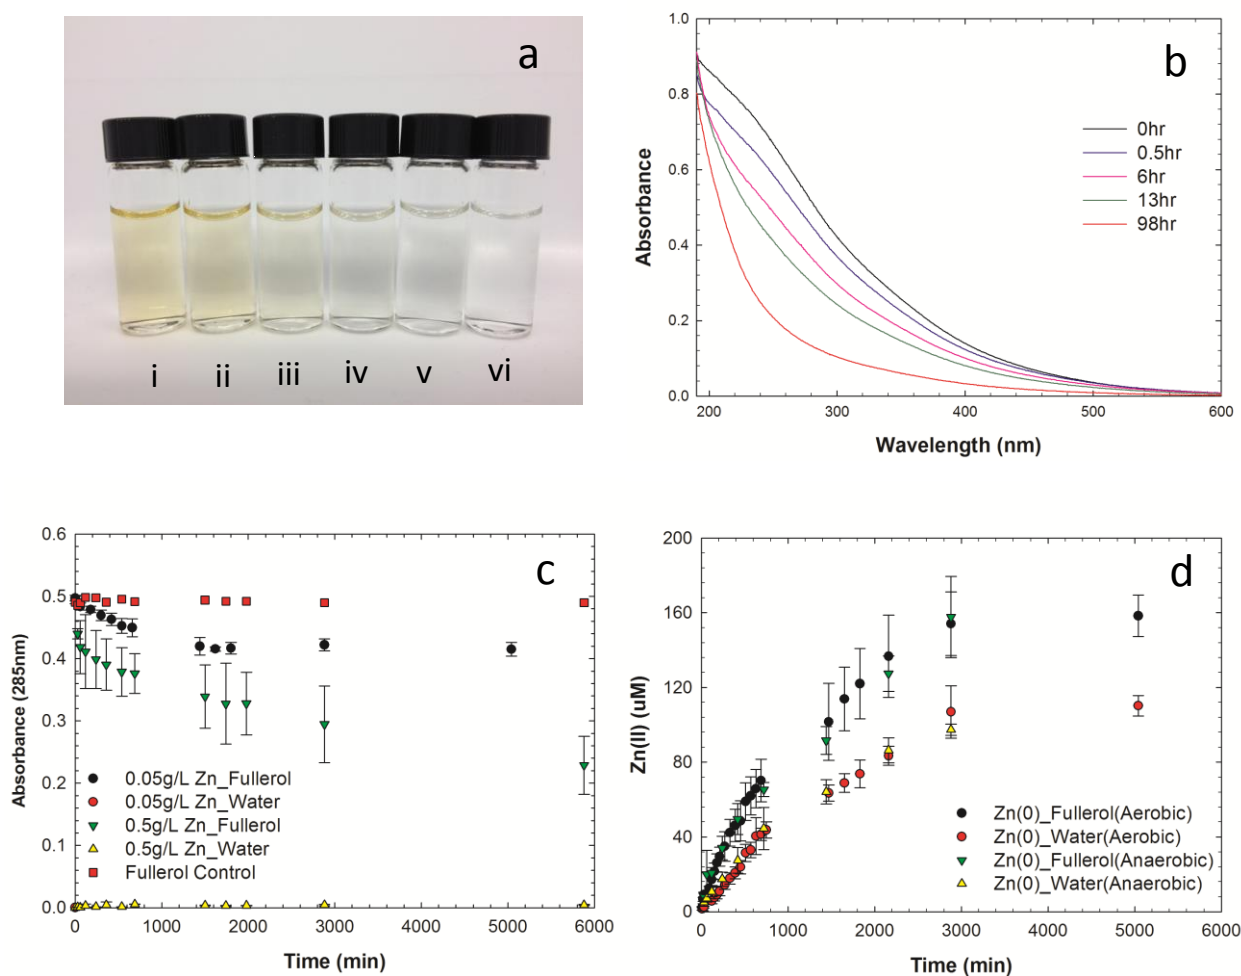 a
i ii iii iv v vi
b
1.0
0.8
0.6
0.4
0.2
0.0
Absorbance
0hr
0.5hr
6hr
13hr
98hr
200 300 400 500 600
Wavelength (nm)
c
0.6
0.5
0.4
0.3
0.2
0.1
0.0
Absorbance (285nm)
0.05g/L Zn_Fullerol
0.05g/L Zn_Water
0.5g/L Zn_Fullerol
0.5g/L Zn_Water
Fullerol Control
0 1000 2000 3000 4000 5000 6000
Time (min)
d
200
160
120
80
40
0
Zn(II) (uM)
Zn(0)_Fullerol(Aerobic)
Zn(0)_Water(Aerobic)
Zn(0)_Fullerol(Anaerobic)
Zn(0)_Water(Anaerobic)
0 1000 2000 3000 4000 5000 6000
Time (min)